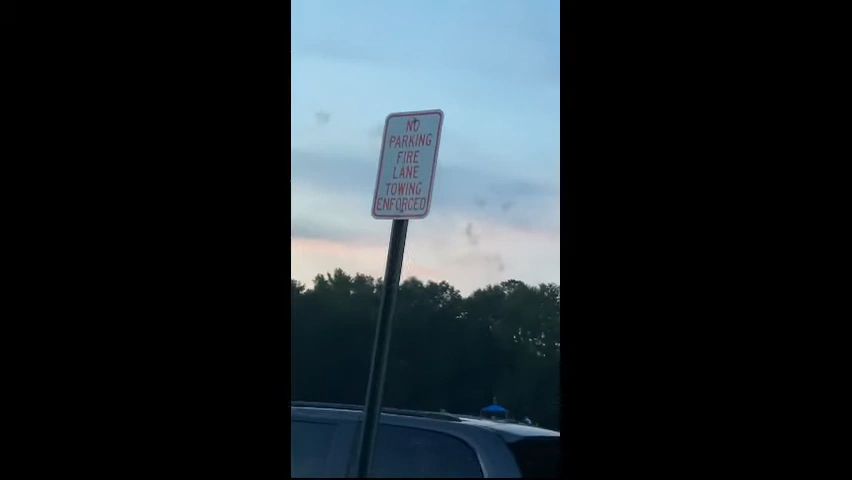 NO
PARKING
FIRE
LANE
TOWING
ENFORCED